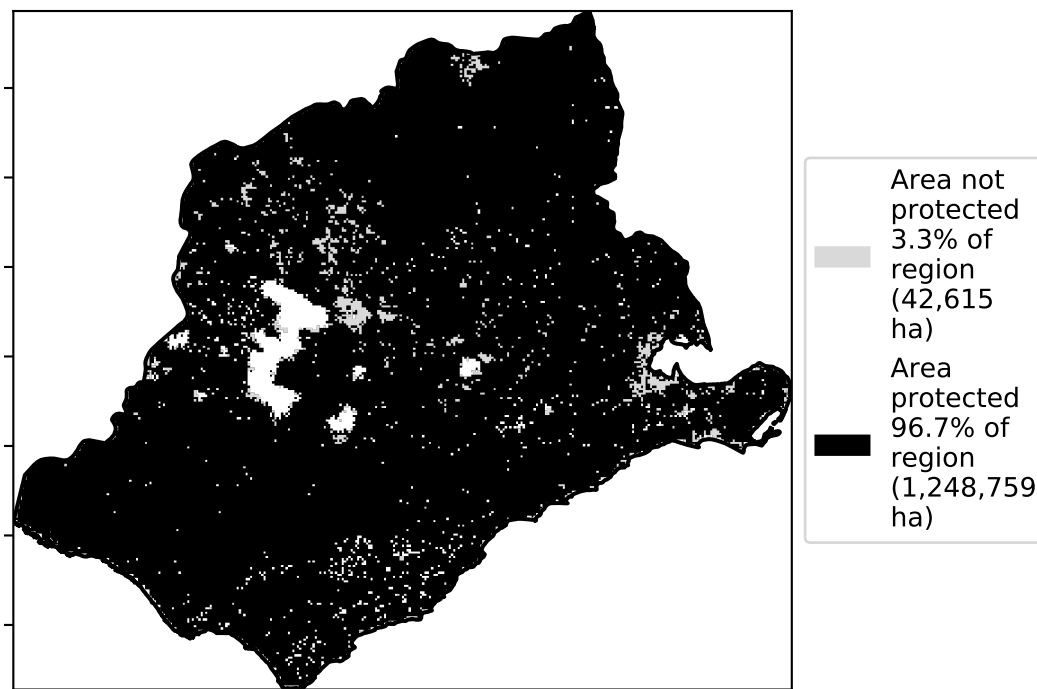 Area not
protected
3.3% of
region
(42,615
ha)
Area
protected
96.7% of
region
(1,248,759
ha)